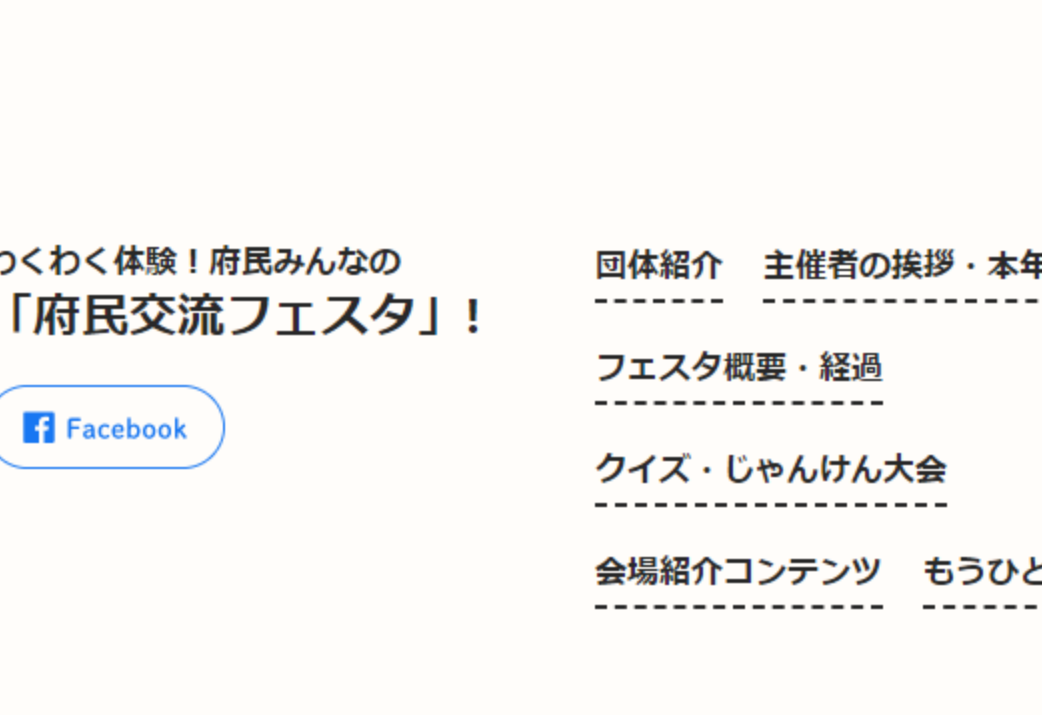 わくわく体験！府民みんなの
「府民交流フェスタ」！
Facebook
団体紹介 主催者の挨拶・本年
フェスタ概要・経過
クイズ・じゃんけん大会
会場紹介コンテンツ もうひと